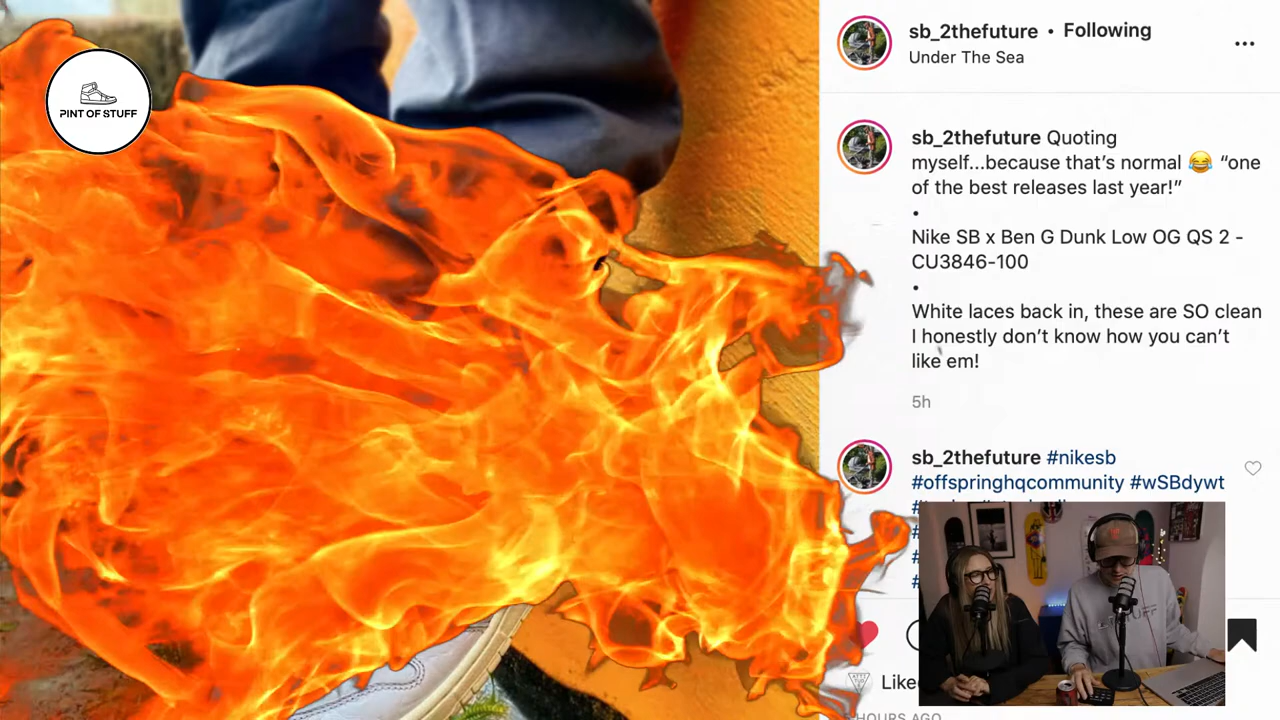 PINT OF STUFF
sb_2thefuture • Following
Under The Sea
sb_2thefuture Quoting
myself...because that's normal 😂 “one
of the best releases last year!”
•
Nike SB x Ben G Dunk Low OG QS 2 -
CU3846-100
•
White laces back in, these are SO clean
I honestly don't know how you can't
like em!
5h
sb_2thefuture #nikesb
#offspringhqcommunity #wSBdywt
#
#
#
#
Like
HOURS AGO